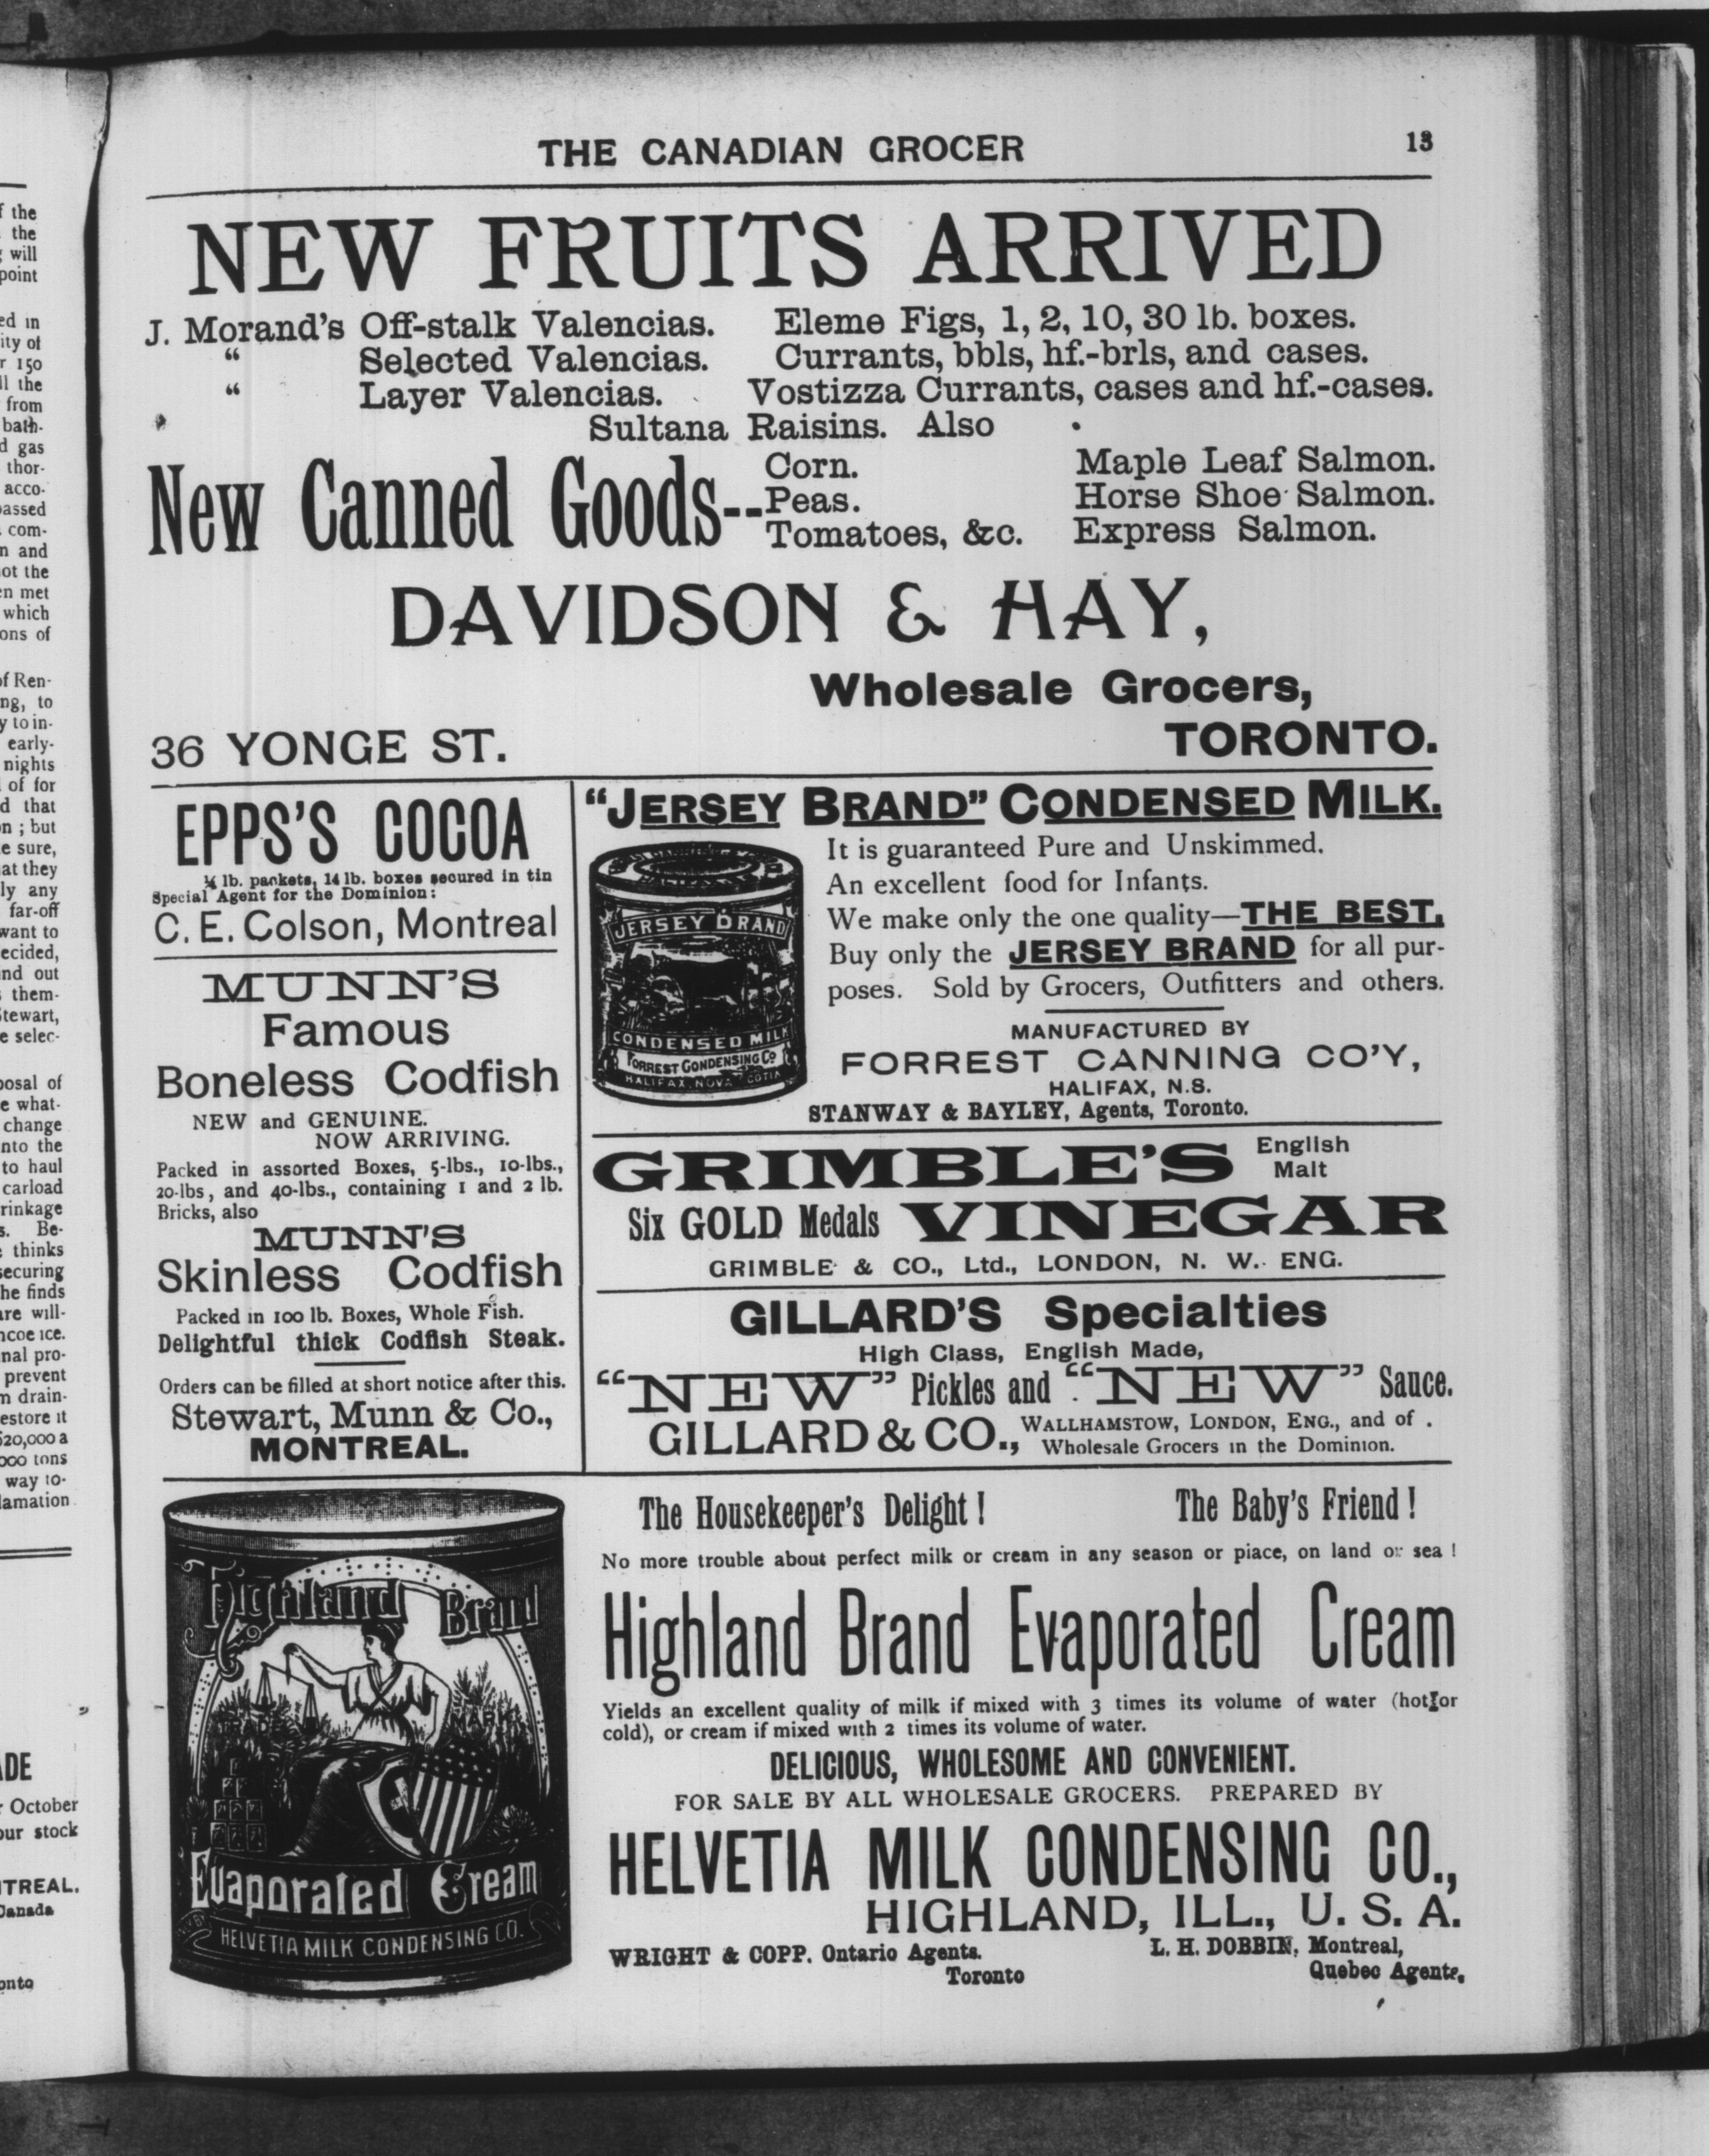 THE CANADIAN GROCER 13
NEW FRUITS ARRIVED
J. Morand's Off-stalk Valencias.
“ Selected Valencias.
“ Layer Valencias.
Eleme Figs, 1, 2, 10, 30 lb. boxes.
Currants, bbls, hf.-brls, and cases.
Vostizza Currants, cases and hf.-cases.
Sultana Raisins. Also
New Canned Goods--
Corn.
Peas.
Tomatoes, &c.
Maple Leaf Salmon.
Horse Shoe Salmon.
Express Salmon.
DAVIDSON & HAY,
Wholesale Grocers,
36 YONGE ST. TORONTO.
EPPS'S COCOA
¼ lb. packets, 14 lb. boxes secured in tin
Special Agent for the Dominion:
C. E. Colson, Montreal
MUNN'S
Famous
Boneless Codfish
NEW and GENUINE.
NOW ARRIVING.
Packed in assorted Boxes, 5-lbs., 10-lbs.,
20-lbs, and 40-lbs., containing 1 and 2 lb.
Bricks, also
MUNN'S
Skinless Codfish
Packed in 100 lb. Boxes, Whole Fish.
Delightful thick Codfish Steak.
Orders can be filled at short notice after this.
Stewart, Munn & Co.,
MONTREAL.
“JERSEY BRAND” CONDENSED MILK.
It is guaranteed Pure and Unskimmed.
An excellent food for Infants.
We make only the one quality—THE BEST.
Buy only the JERSEY BRAND for all pur-
poses. Sold by Grocers, Outfitters and others.
JERSEY BRAND
CONDENSED MILK
FORREST CONDENSING Co
HALIFAX NOVA SCOTIA
MANUFACTURED BY
FORREST CANNING CO'Y,
HALIFAX, N.S.
STANWAY & BAYLEY, Agents, Toronto.
GRIMBLE'S English
Malt
Six GOLD Medals VINEGAR
GRIMBLE & CO., Ltd., LONDON, N. W. ENG.
GILLARD'S Specialties
High Class, English Made,
“NEW” Pickles and “NEW” Sauce.
GILLARD & CO., WALLHAMSTOW, LONDON, ENG., and of
Wholesale Grocers in the Dominion.
Highland Brand
TRADE MARK
Evaporated Cream
BY
HELVETIA MILK CONDENSING CO.
The Housekeeper's Delight ! The Baby's Friend !
No more trouble about perfect milk or cream in any season or place, on land or sea !
Highland Brand Evaporated Cream
Yields an excellent quality of milk if mixed with 3 times its volume of water (hot or
cold), or cream if mixed with 2 times its volume of water.
DELICIOUS, WHOLESOME AND CONVENIENT.
FOR SALE BY ALL WHOLESALE GROCERS. PREPARED BY
HELVETIA MILK CONDENSING CO.,
HIGHLAND, ILL., U. S. A.
WRIGHT & COPP. Ontario Agents.
Toronto
L. H. DOBBIN, Montreal,
Quebec Agents.